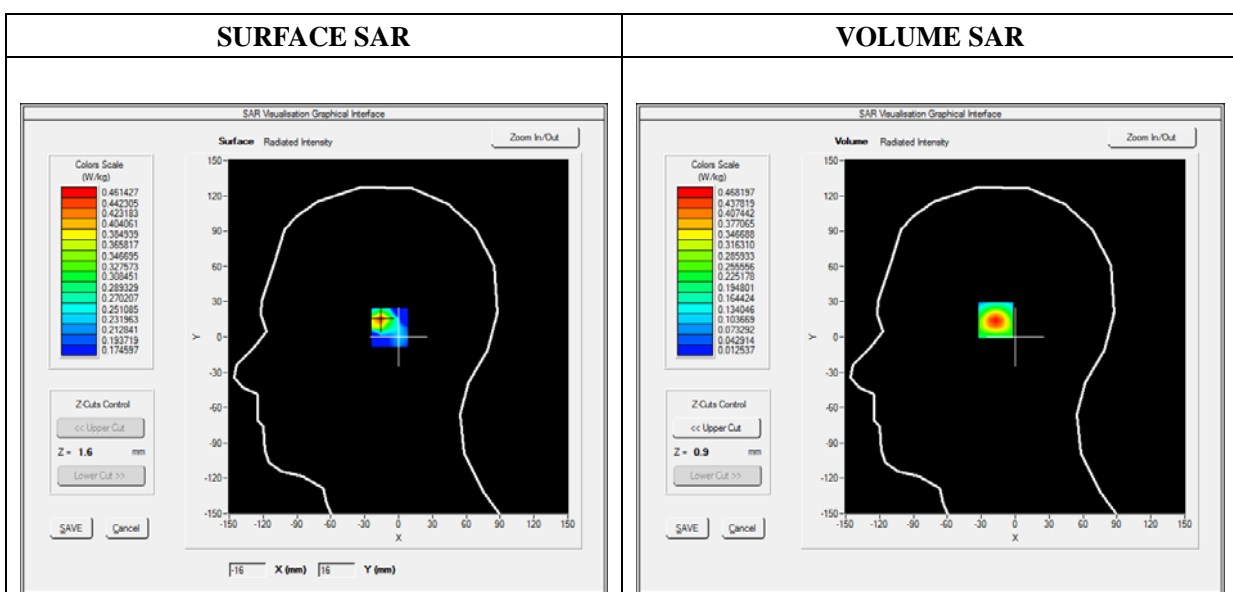 SURFACE SAR
VOLUME SAR
SAR Visualisation Graphical Interface
Surface Radiated Intensity
Zoom In/Out
Colors Scale
(W/kg)
0.461427
0.442305
0.423183
0.404061
0.384939
0.365817
0.346695
0.327573
0.308451
0.289329
0.270207
0.251085
0.231963
0.212841
0.193719
0.174597
Z-Cuts Control
<< Upper Cut
Z = 1.6 mm
Lower Cut >>
SAVE Cancel
150
120
90
60
30
0
-30
-60
-90
-120
-150
Y
-150 -120 -90 -60 -30 0 30 60 90 120 150
X
-16 X (mm) 16 Y (mm)
SAR Visualisation Graphical Interface
Volume Radiated Intensity
Zoom In/Out
Colors Scale
(W/kg)
0.468197
0.437819
0.407442
0.377065
0.346688
0.316310
0.285933
0.255556
0.225178
0.194801
0.164424
0.134046
0.103669
0.073292
0.042914
0.012537
Z-Cuts Control
<< Upper Cut
Z = 0.9 mm
Lower Cut >>
SAVE Cancel
150
120
90
60
30
0
-30
-60
-90
-120
-150
Y
-150 -120 -90 -60 -30 0 30 60 90 120 150
X